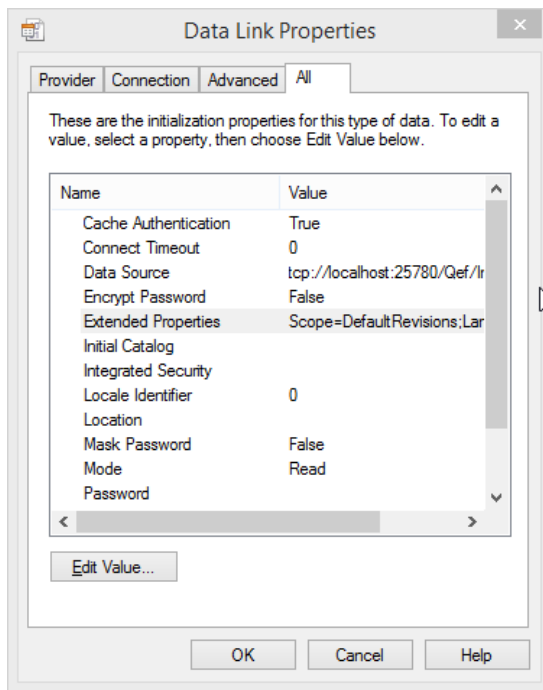 Data Link Properties
Provider Connection Advanced All
These are the initialization properties for this type of data. To edit a
value, select a property, then choose Edit Value below.
Name Value
Cache Authentication True
Connect Timeout 0
Data Source tcp://localhost:25780/Qef/
Encrypt Password False
Extended Properties Scope=DefaultRevisions;Lar
Initial Catalog
Integrated Security
Locale Identifier 0
Location
Mask Password False
Mode Read
Password
Edit Value...
OK Cancel Help